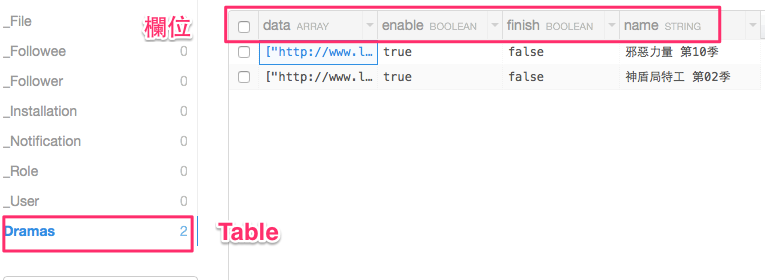 _File
_Followee 0
_Follower 0
_Installation 0
_Notification 0
_Role 0
_User 0
Dramas 2
欄位
Table
data ARRAY enable BOOLEAN finish BOOLEAN name STRING
["http://www.l… true false 邪惡力量 第10季
["http://www.l… true false 神盾局特工 第02季